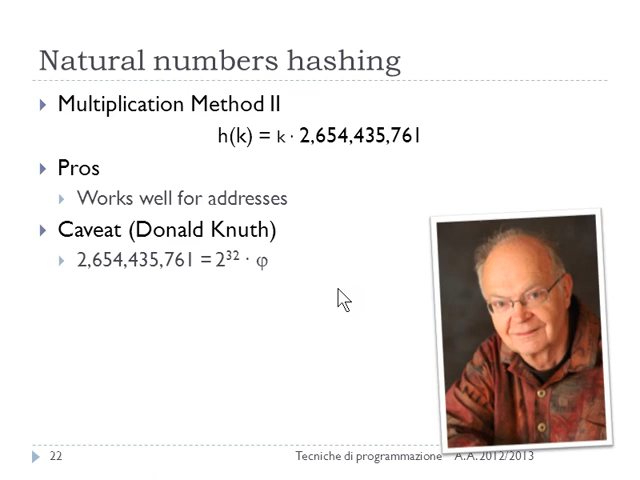 Natural numbers hashing
Multiplication Method II
h(k) = k · 2,654,435,761
Pros
Works well for addresses
Caveat (Donald Knuth)
2,654,435,761 = 2³² · φ
22 Tecniche di programmazione A.A. 2012/2013